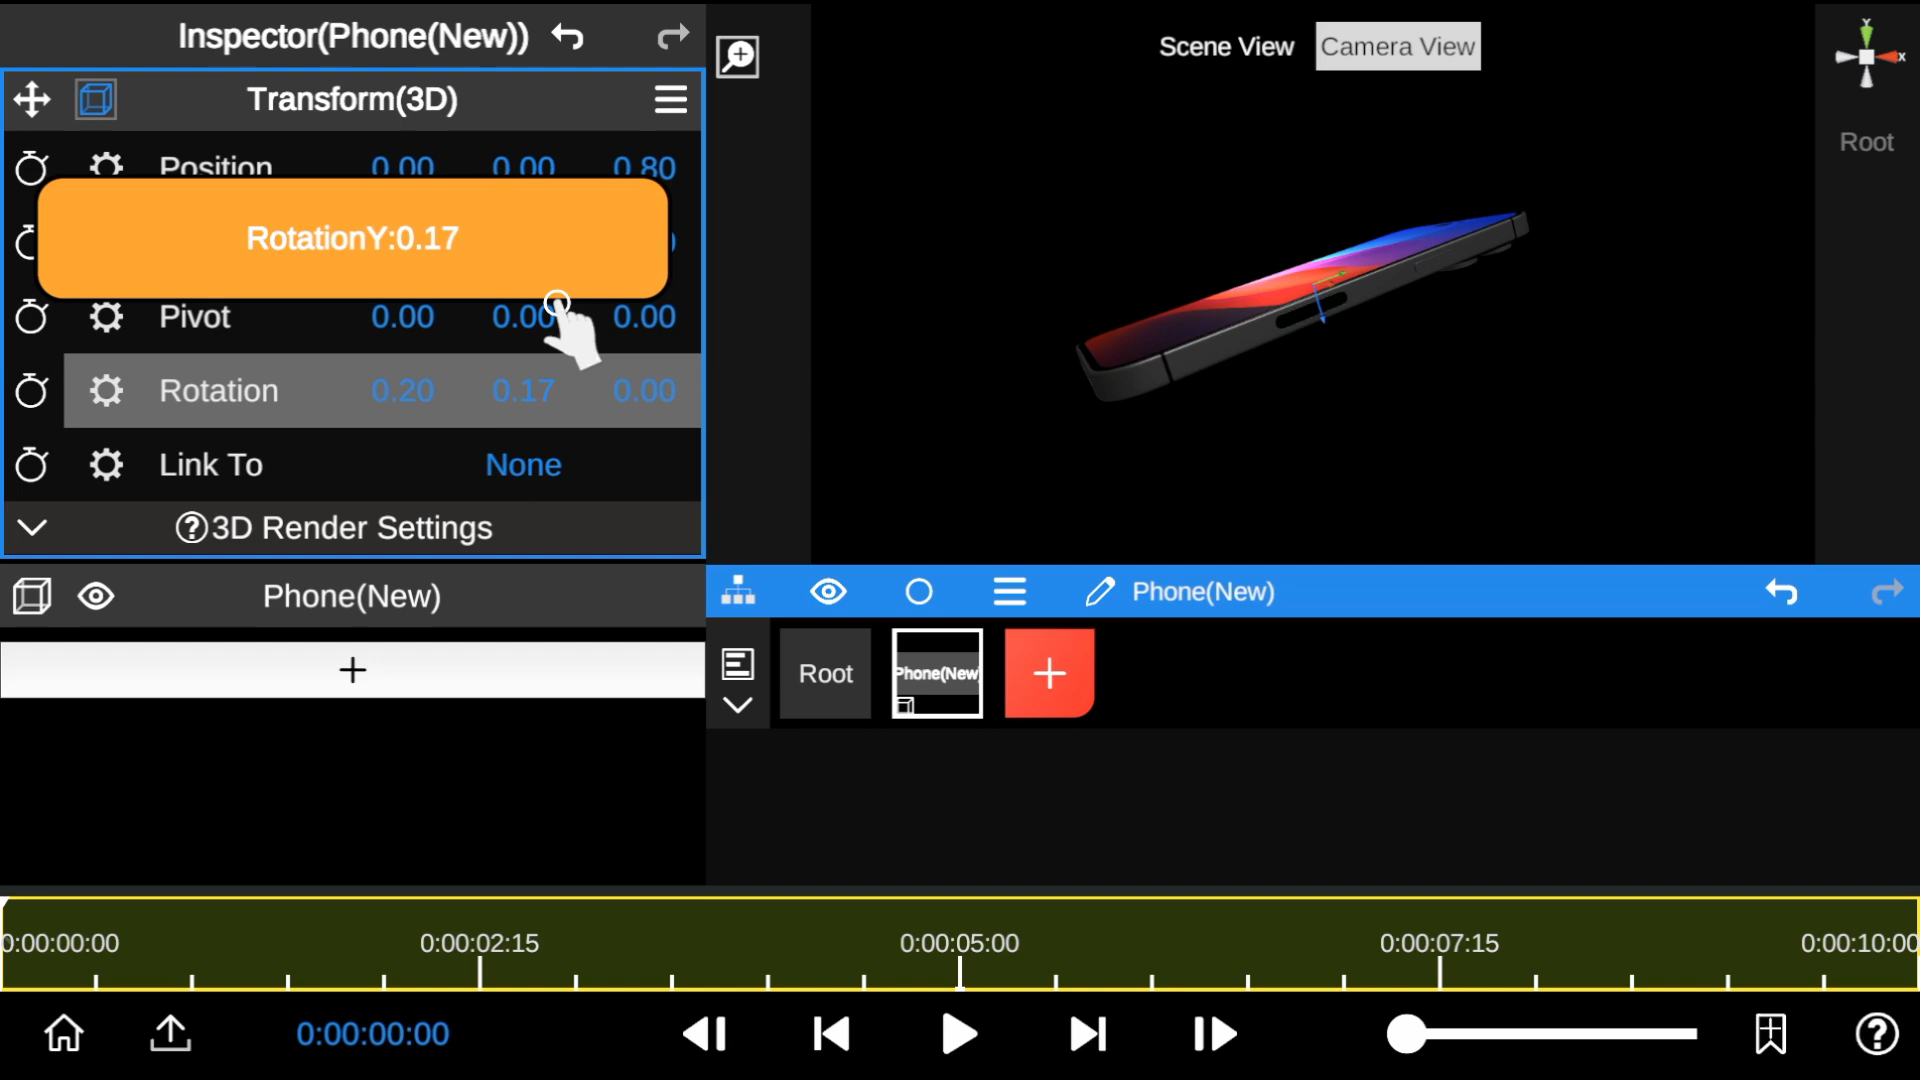 Inspector(Phone(New))
Transform(3D)
Position 0.00 0.00 0.80
RotationY:0.17
Pivot 0.00 0.00 0.00
Rotation 0.20 0.17 0.00
Link To None
3D Render Settings
Phone(New)
Scene View Camera View
Y
x
Root
Phone(New)
Root Phone(New)
0:00:00:00 0:00:02:15 0:00:05:00 0:00:07:15 0:00:10:00
0:00:00:00